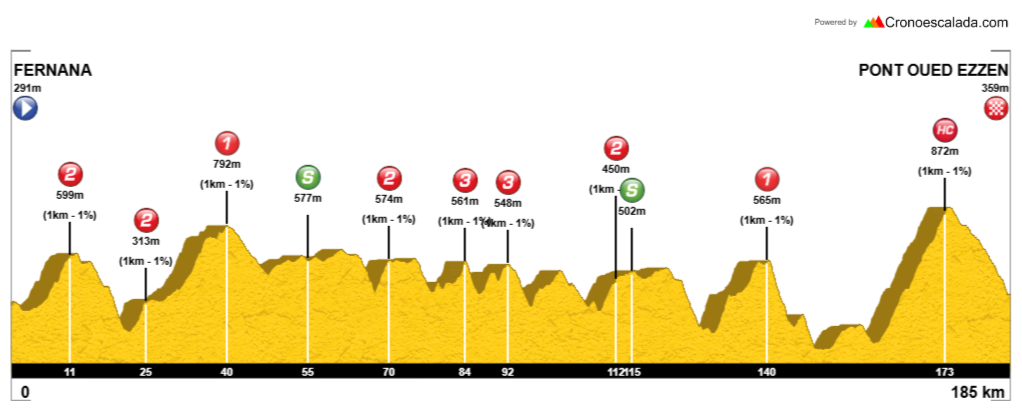 Powered by Cronoescalada.com
FERNANA
291m
PONT OUED EZZEN
359m
2
599m
(1km - 1%)
2
313m
(1km - 1%)
1
792m
(1km - 1%)
S
577m
2
574m
(1km - 1%)
3
561m
(1km - 1%)
3
548m
(1km - 1%)
2
450m
(1km -
S
502m
1
565m
(1km - 1%)
HC
872m
(1km - 1%)
11 25 40 55 70 84 92 112 115 140 173
0
185 km